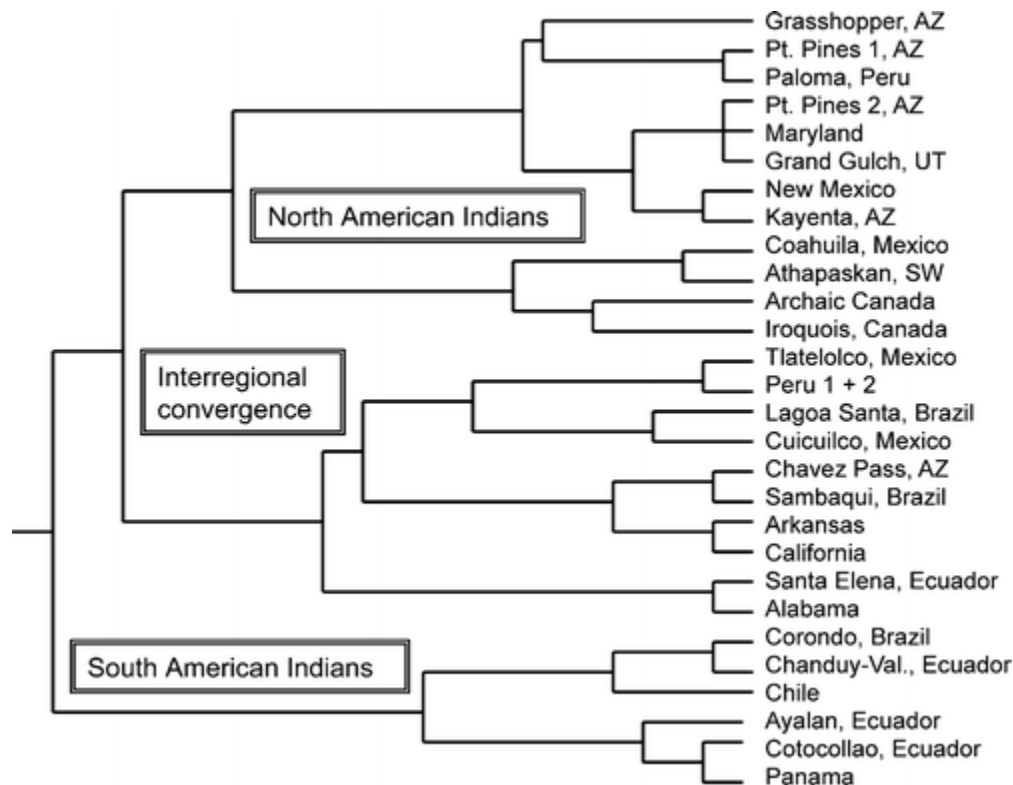 Grasshopper, AZ
Pt. Pines 1, AZ
Paloma, Peru
Pt. Pines 2, AZ
Maryland
Grand Gulch, UT
New Mexico
North American Indians
Kayenta, AZ
Coahuila, Mexico
Athapaskan, SW
Archaic Canada
Iroquois, Canada
Tlatelolco, Mexico
Interregional
convergence
Peru 1 + 2
Lagoa Santa, Brazil
Cuicuilco, Mexico
Chavez Pass, AZ
Sambaqui, Brazil
Arkansas
California
Santa Elena, Ecuador
Alabama
Corondo, Brazil
South American Indians
Chanduy-Val., Ecuador
Chile
Ayalan, Ecuador
Cotocollao, Ecuador
Panama